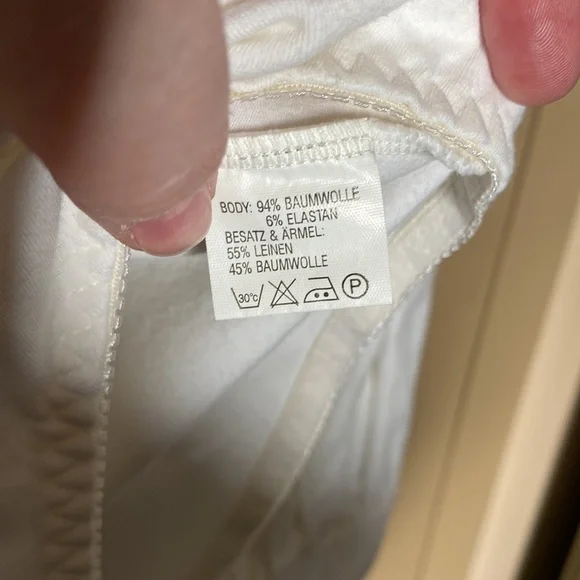 BODY: 94% BAUMWOLLE
6% ELASTAN
BESATZ & ÄRMEL:
55% LEINEN
45% BAUMWOLLE
30°C P